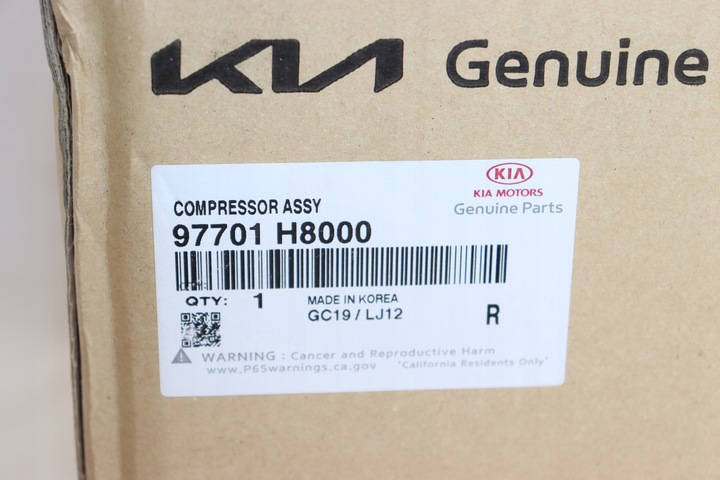 KIA Genuine
KIA
KIA MOTORS
Genuine Parts
COMPRESSOR ASSY
97701 H8000
QTY: 1
MADE IN KOREA
GC19 / LJ12
R
WARNING : Cancer and Reproductive Harm
www.P65warnings.ca.gov "California Residents Only"